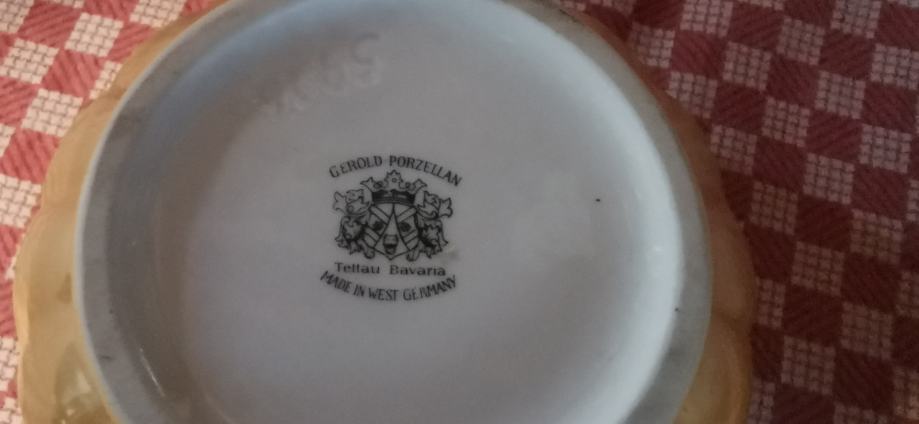 GEROLD PORZELLAN
Tettau Bavaria
MADE IN WEST GERMANY